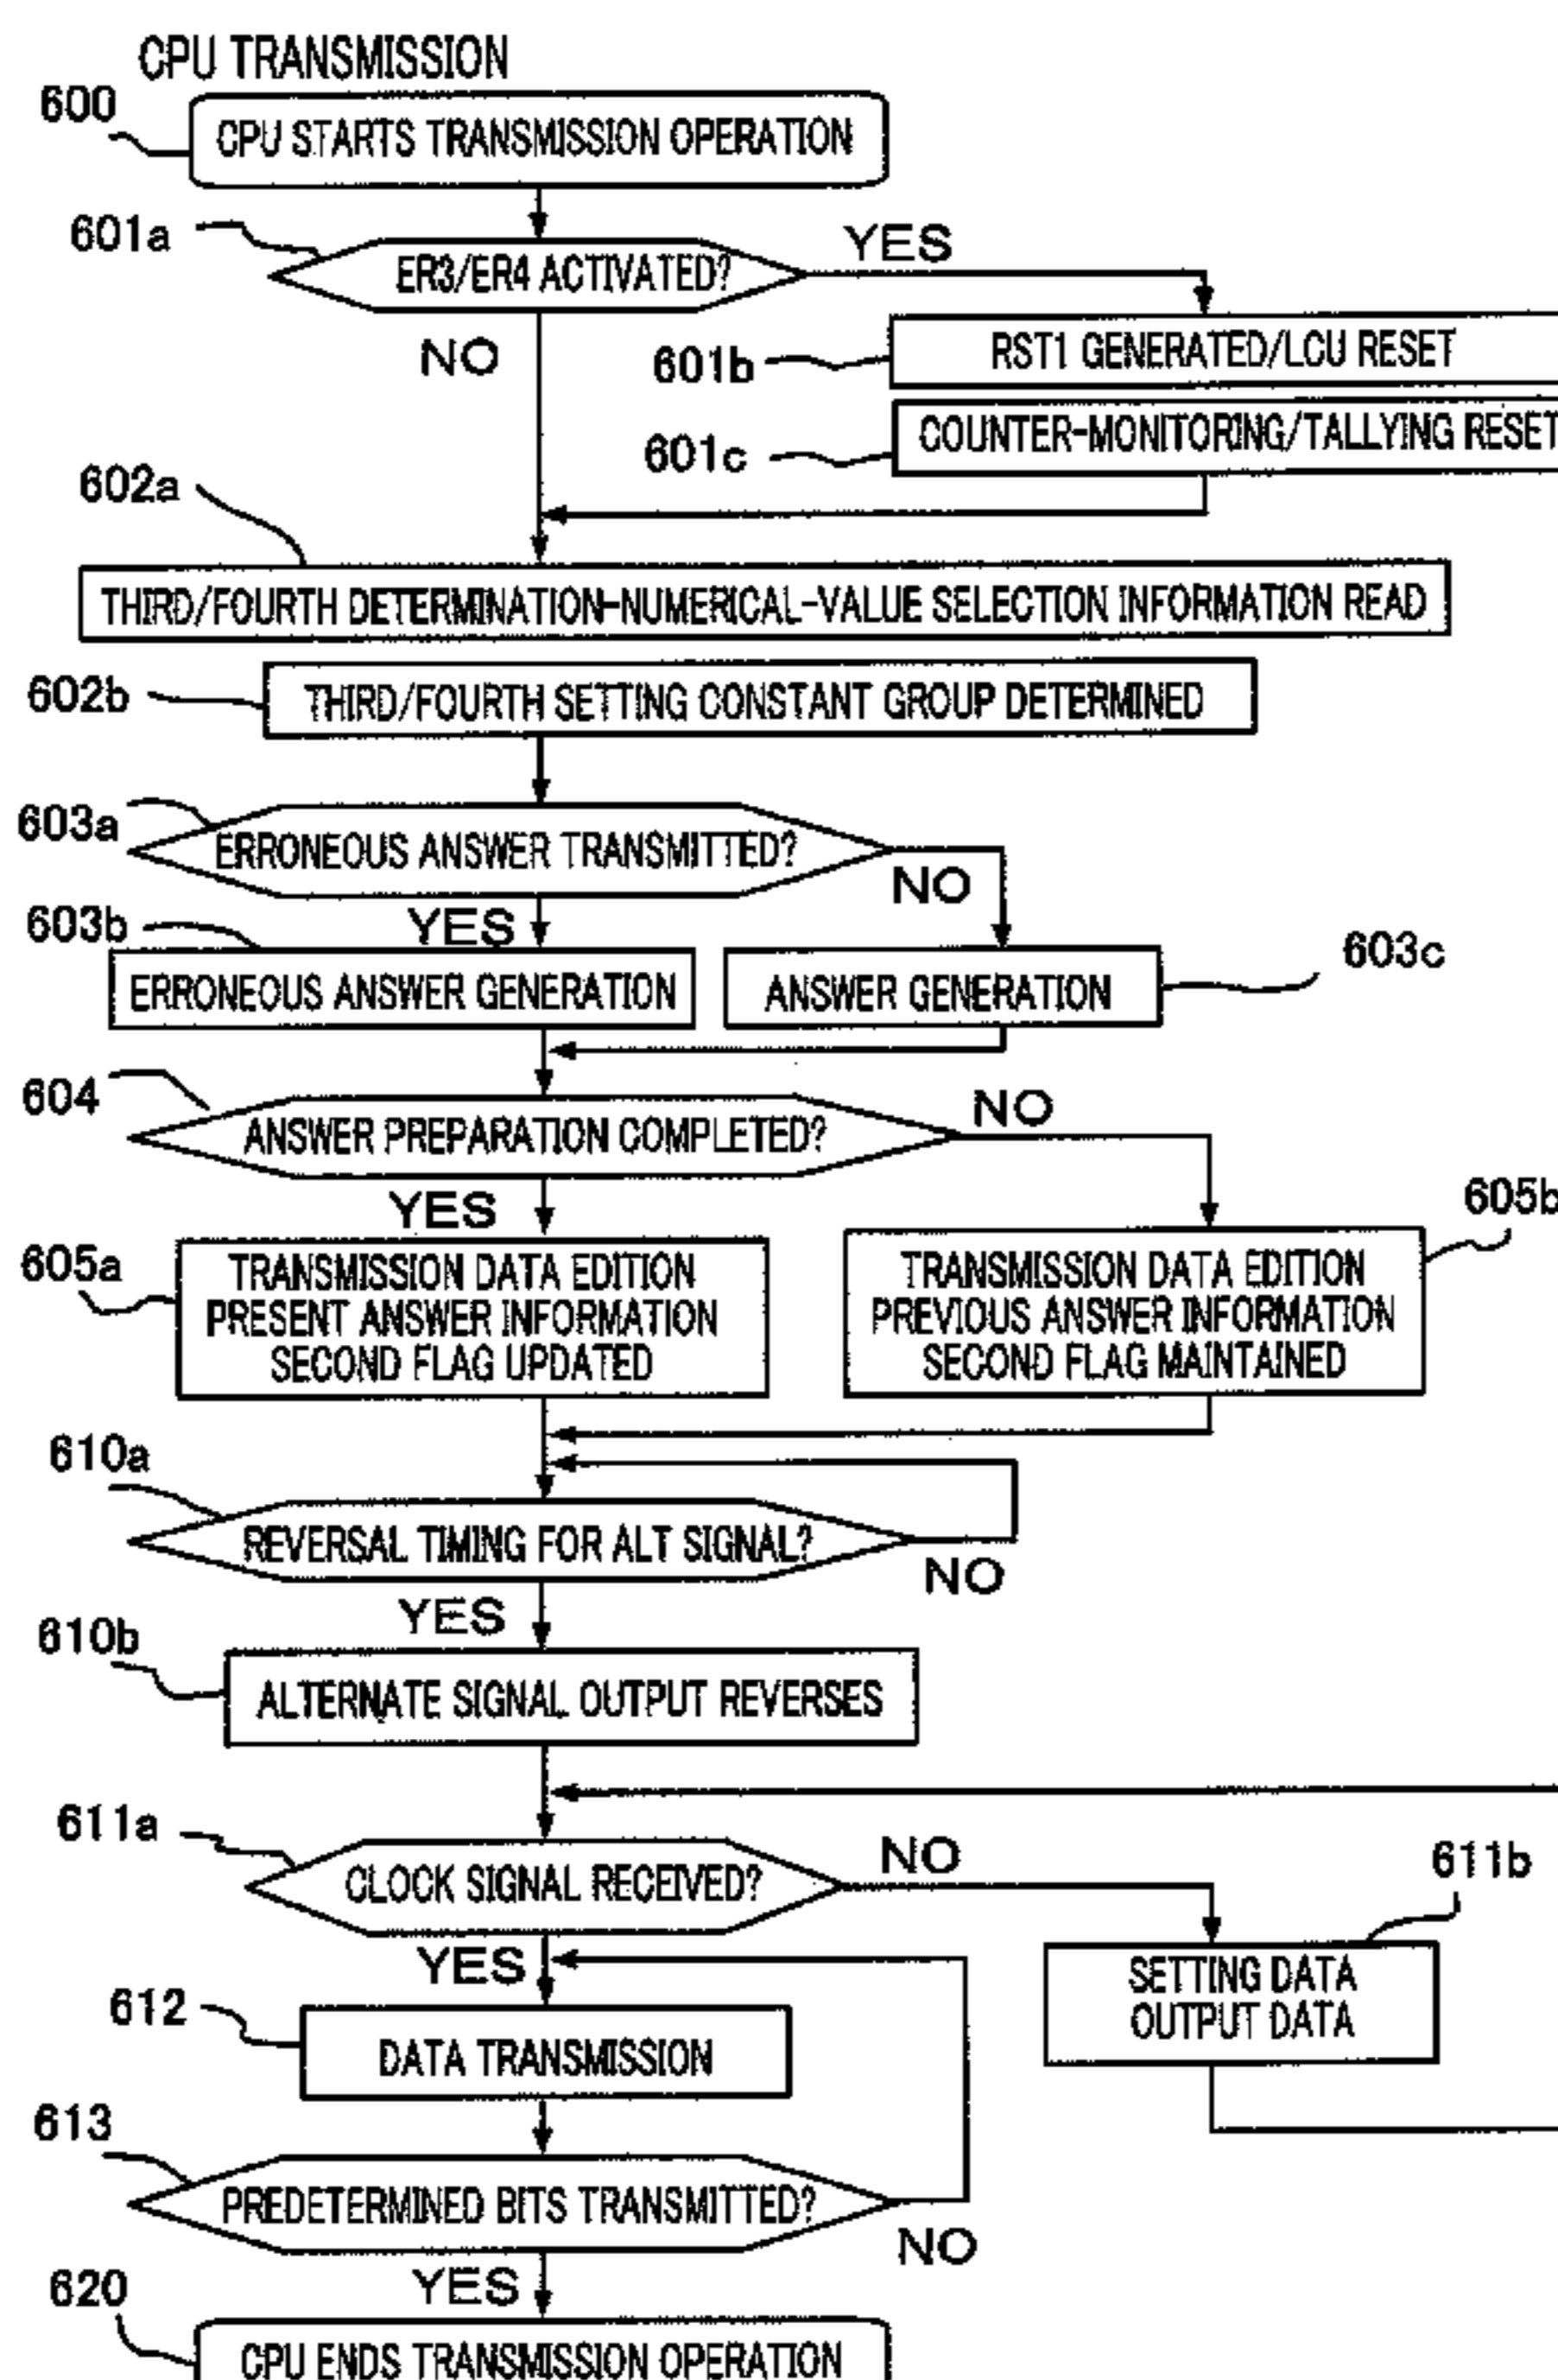 CPU TRANSMISSION
600
CPU STARTS TRANSMISSION OPERATION
601a
ER3/ER4 ACTIVATED?
YES
NO
601b
RST1 GENERATED/LCU RESET
601c
COUNTER-MONITORING/TALLYING RESET
602a
THIRD/FOURTH DETERMINATION-NUMERICAL-VALUE SELECTION INFORMATION READ
602b
THIRD/FOURTH SETTING CONSTANT GROUP DETERMINED
603a
ERRONEOUS ANSWER TRANSMITTED?
NO
YES
603b
ERRONEOUS ANSWER GENERATION
ANSWER GENERATION
603c
604
ANSWER PREPARATION COMPLETED?
NO
YES
605a
TRANSMISSION DATA EDITION
PRESENT ANSWER INFORMATION
SECOND FLAG UPDATED
605b
TRANSMISSION DATA EDITION
PREVIOUS ANSWER INFORMATION
SECOND FLAG MAINTAINED
610a
REVERSAL TIMING FOR ALT SIGNAL?
NO
YES
610b
ALTERNATE SIGNAL OUTPUT REVERSES
611a
CLOCK SIGNAL RECEIVED?
NO
YES
611b
SETTING DATA
OUTPUT DATA
612
DATA TRANSMISSION
613
PREDETERMINED BITS TRANSMITTED?
NO
YES
620
CPU ENDS TRANSMISSION OPERATION